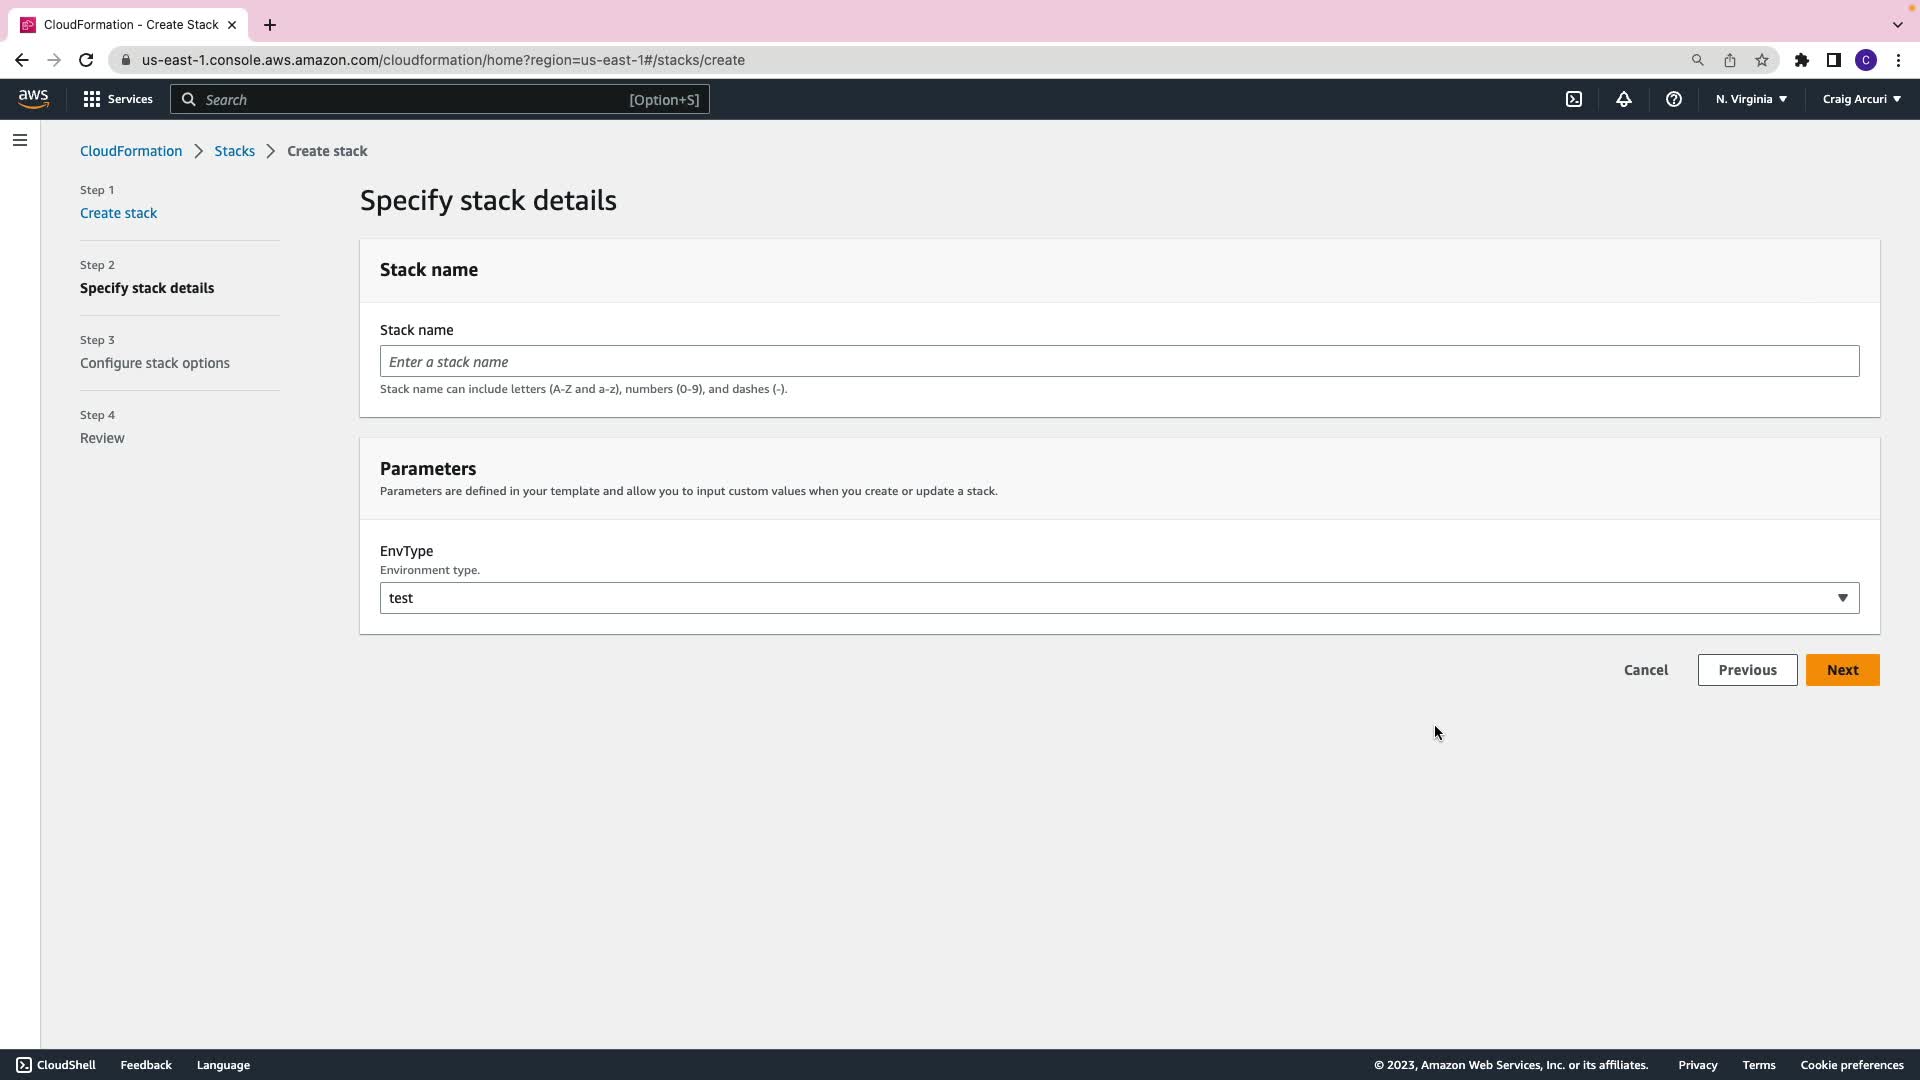 CloudFormation - Create Stack
us-east-1.console.aws.amazon.com/cloudformation/home?region=us-east-1#/stacks/create
C
aws
Services
Search
[Option+S]
N. Virginia
Craig Arcuri
CloudFormation
Stacks
Create stack
Step 1
Create stack
Step 2
Specify stack details
Step 3
Configure stack options
Step 4
Review
Specify stack details
Stack name
Stack name
Enter a stack name
Stack name can include letters (A-Z and a-z), numbers (0-9), and dashes (-).
Parameters
Parameters are defined in your template and allow you to input custom values when you create or update a stack.
EnvType
Environment type.
test
Cancel
Previous
Next
CloudShell
Feedback
Language
© 2023, Amazon Web Services, Inc. or its affiliates.
Privacy
Terms
Cookie preferences